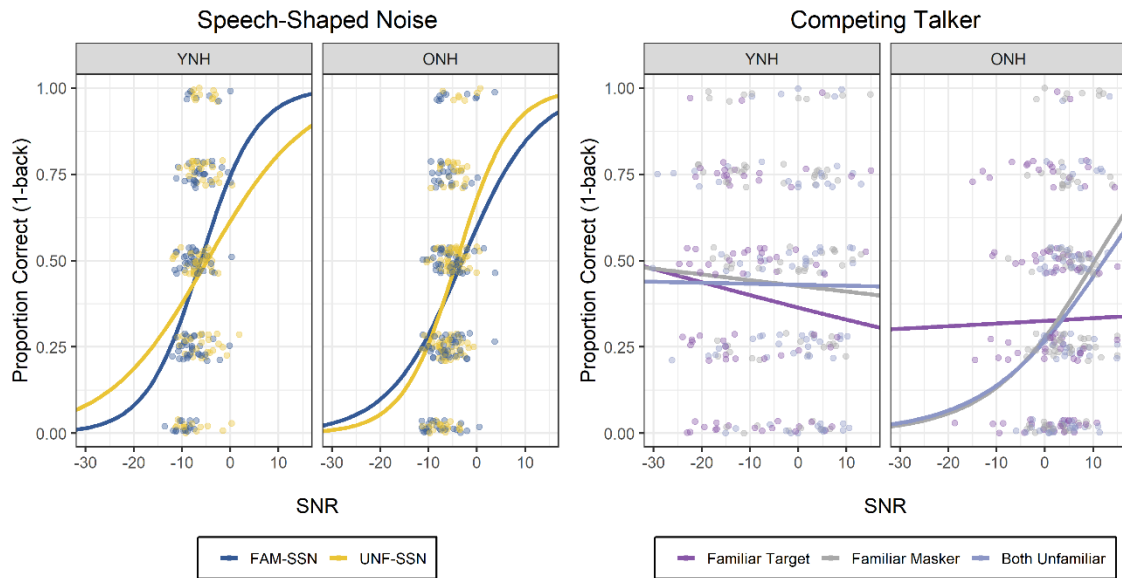 Speech-Shaped Noise
Competing Talker
YNH
ONH
YNH
ONH
Proportion Correct (1-back)
1.00
0.75
0.50
0.25
0.00
-30 -20 -10 0 10
-30 -20 -10 0 10
SNR
FAM-SSN UNF-SSN
Proportion Correct (1-back)
1.00
0.75
0.50
0.25
0.00
-30 -20 -10 0 10
-30 -20 -10 0 10
SNR
Familiar Target Familiar Masker Both Unfamiliar